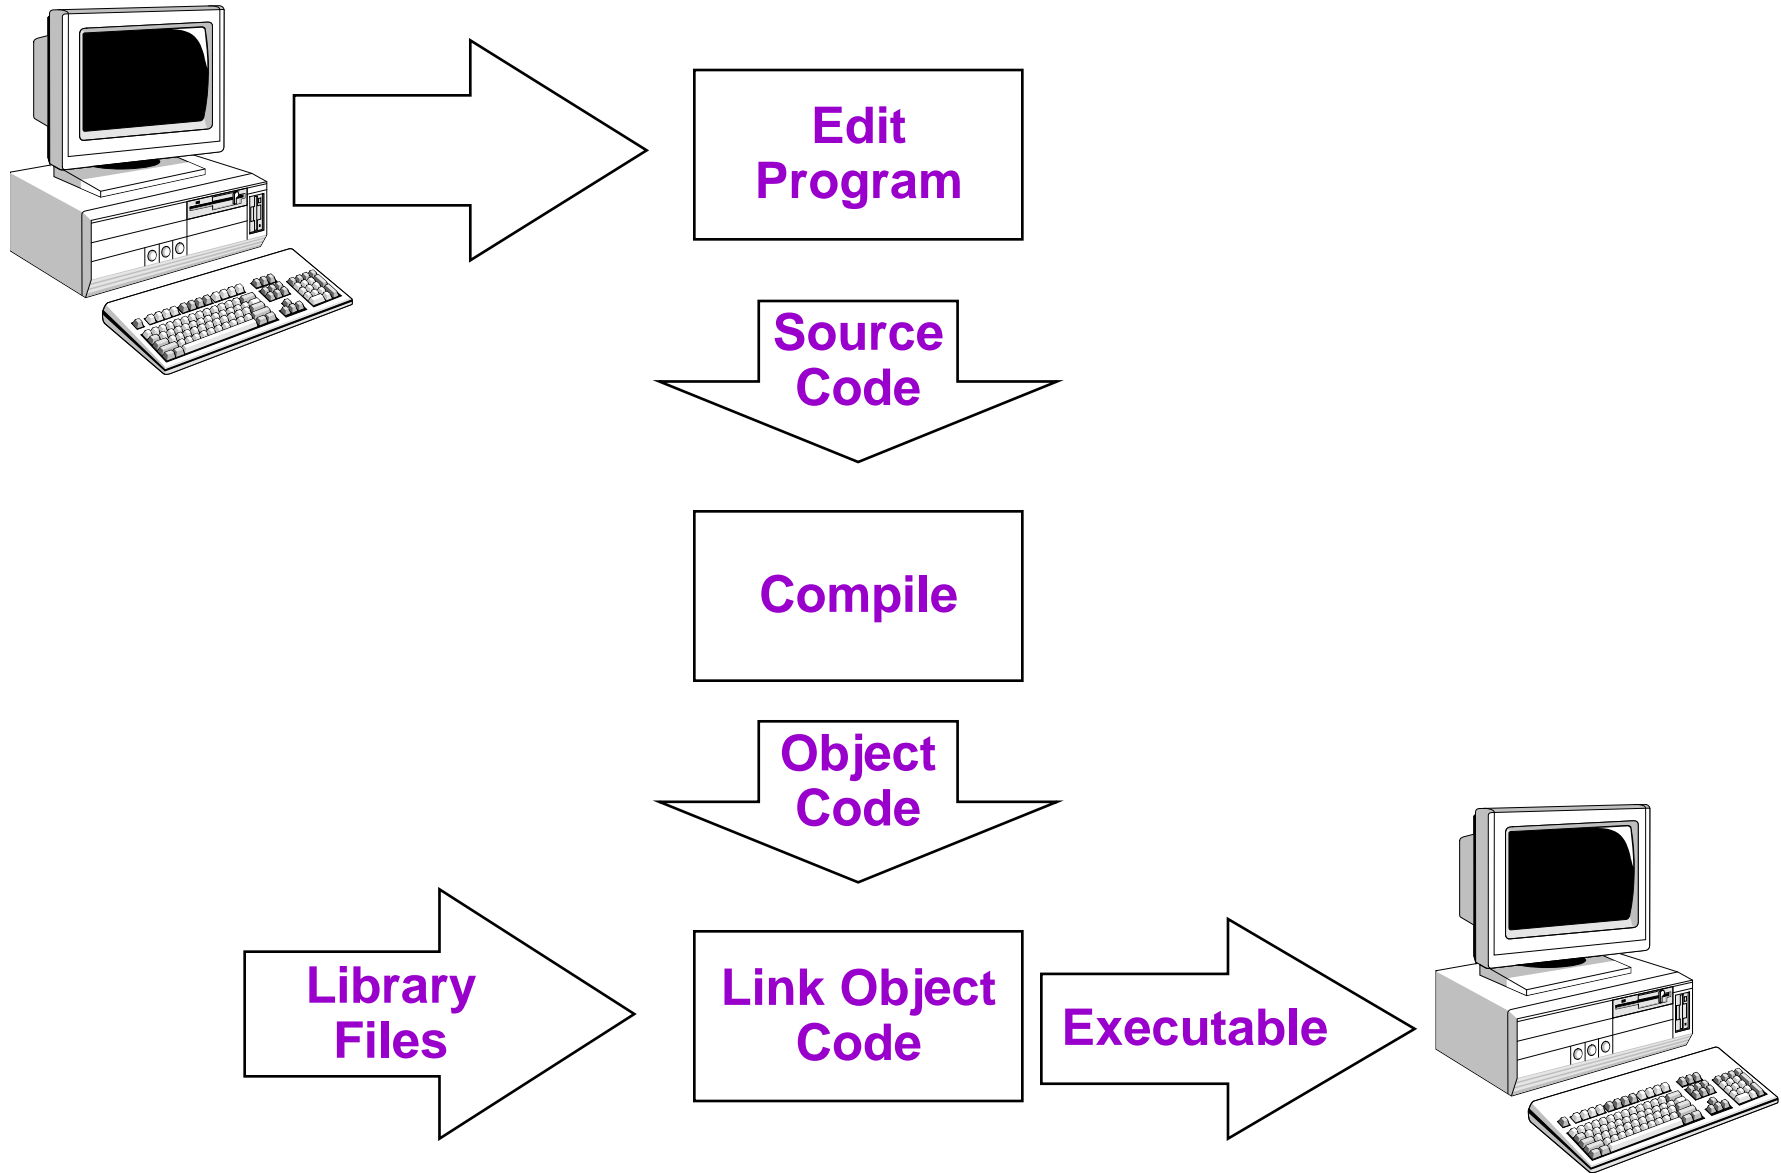 Edit
Program
Source
Code
Compile
Object
Code
Library
Files
Link Object
Code
Executable